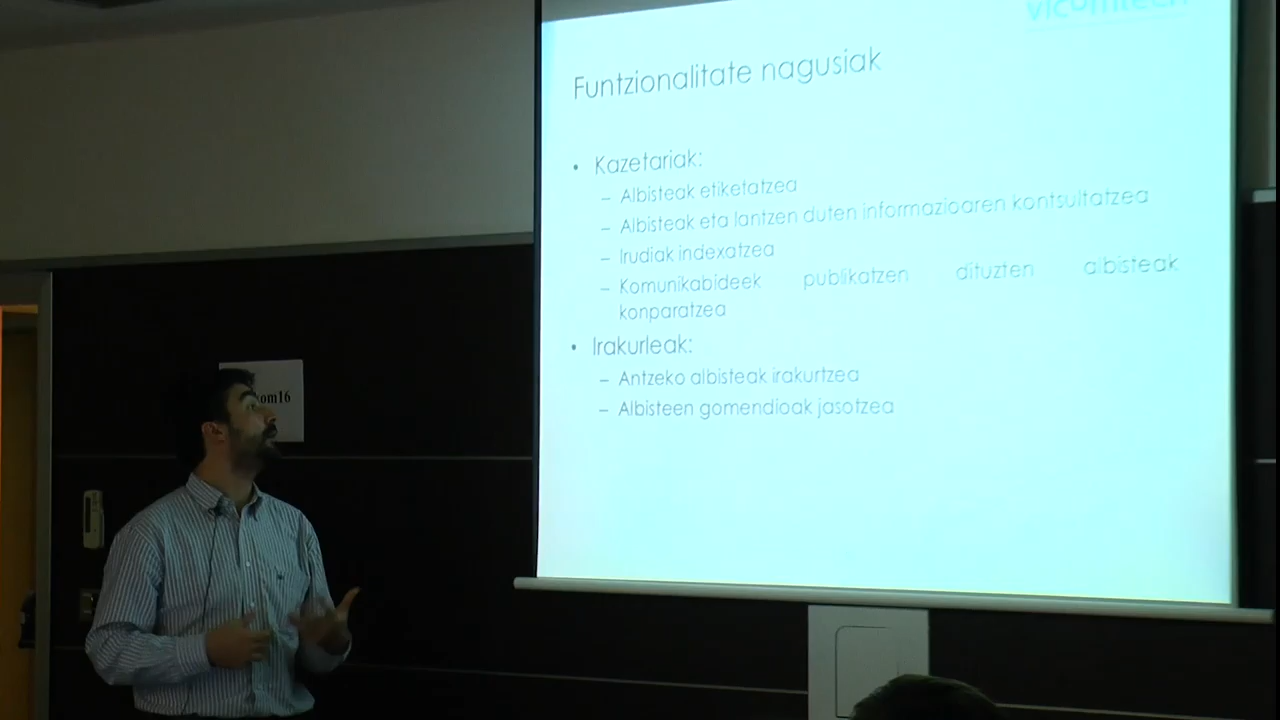 vicomtech
Funtzionalitate nagusiak
• Kazetariak:
– Albisteak etiketatzea
– Albisteak eta lantzen duten informazioaren kontsultatzea
– Irudiak indexatzea
– Komunikabideek publikatzen dituzten albisteak
konparatzea
• Irakurleak:
– Antzeko albisteak irakurtzea
– Albisteen gomendioak jasotzea